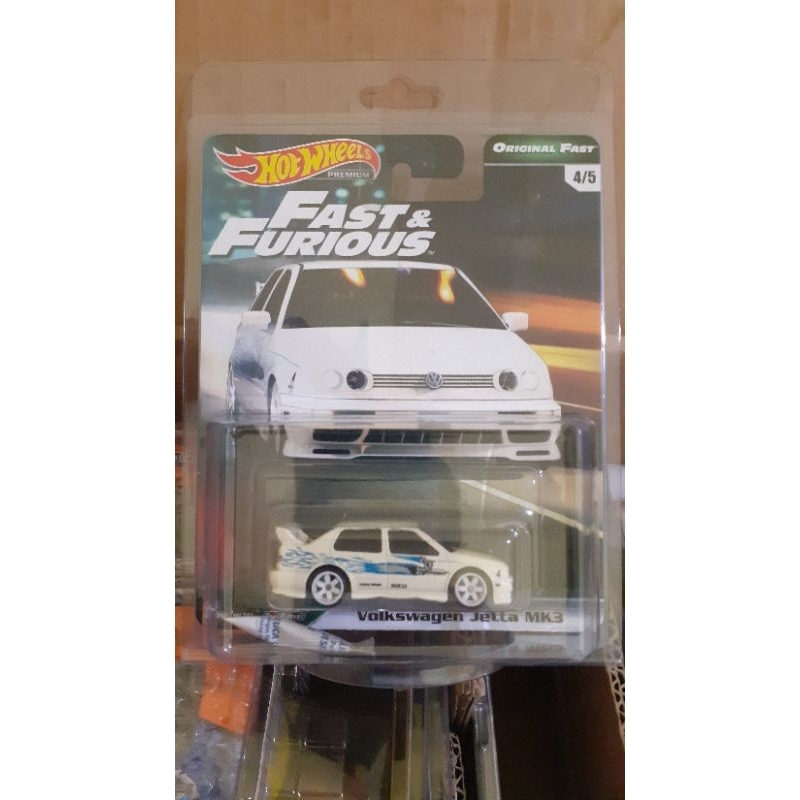 Hot Wheels
PREMIUM
ORIGINAL FAST
4/5
FAST &
FURIOUS
Volkswagen Jetta MK3